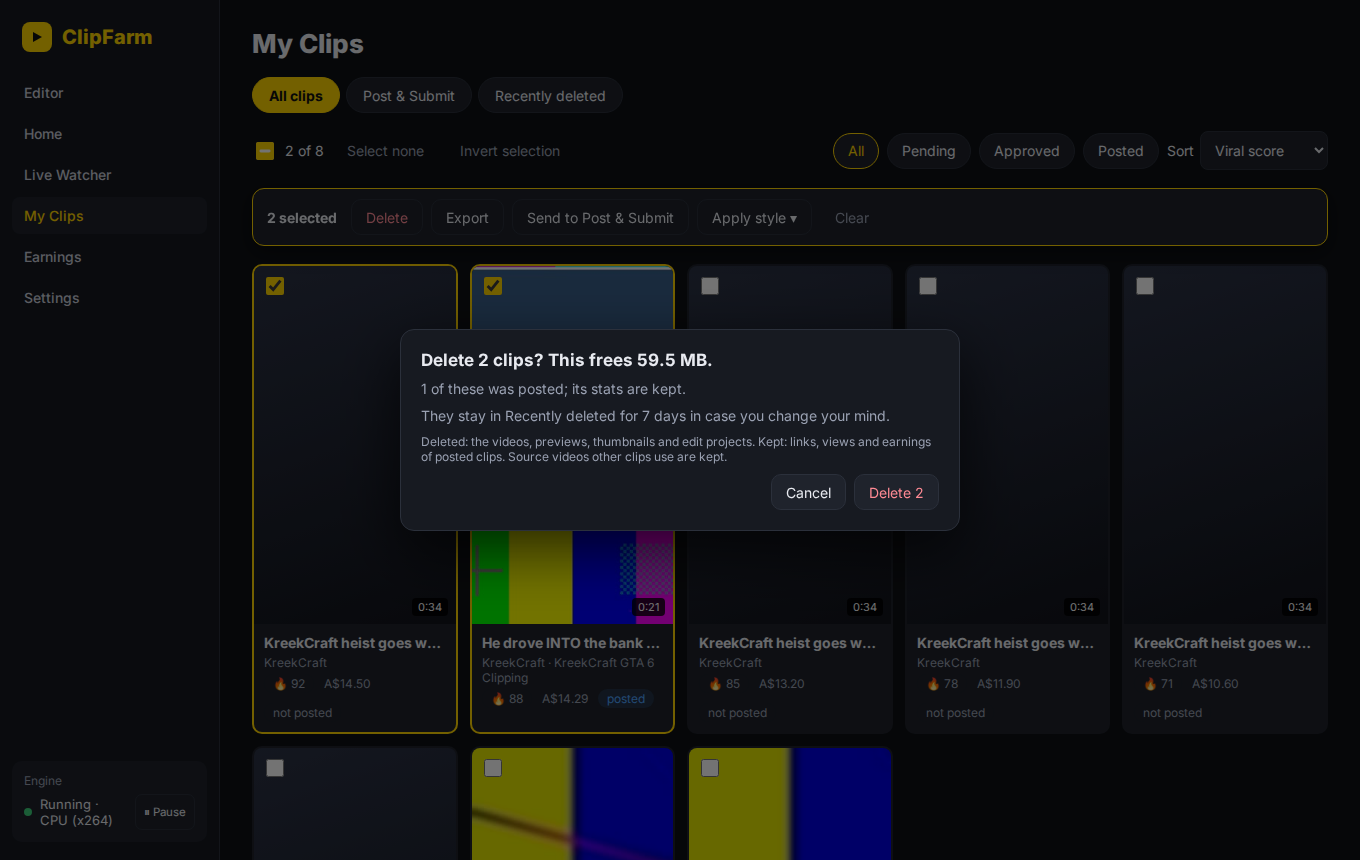 ClipFarm
Editor
Home
Live Watcher
My Clips
Earnings
Settings
Engine
Running ·
CPU (x264)
Pause
My Clips
All clips
Post & Submit
Recently deleted
2 of 8
Select none
Invert selection
All
Pending
Approved
Posted
Sort
Viral score
2 selected
Delete
Export
Send to Post & Submit
Apply style ▾
Clear
Delete 2 clips? This frees 59.5 MB.
1 of these was posted; its stats are kept.
They stay in Recently deleted for 7 days in case you change your mind.
Deleted: the videos, previews, thumbnails and edit projects. Kept: links, views and earnings
of posted clips. Source videos other clips use are kept.
Cancel
Delete 2
0:34
KreekCraft heist goes w...
KreekCraft
🔥 92 A$14.50
not posted
0:21
He drove INTO the bank ...
KreekCraft · KreekCraft GTA 6
Clipping
🔥 88 A$14.29 posted
KreekCraft heist goes w...
KreekCraft
🔥 85 A$13.20
not posted
0:34
KreekCraft heist goes w...
KreekCraft
🔥 78 A$11.90
not posted
0:34
KreekCraft heist goes w...
KreekCraft
🔥 71 A$10.60
not posted
0:34